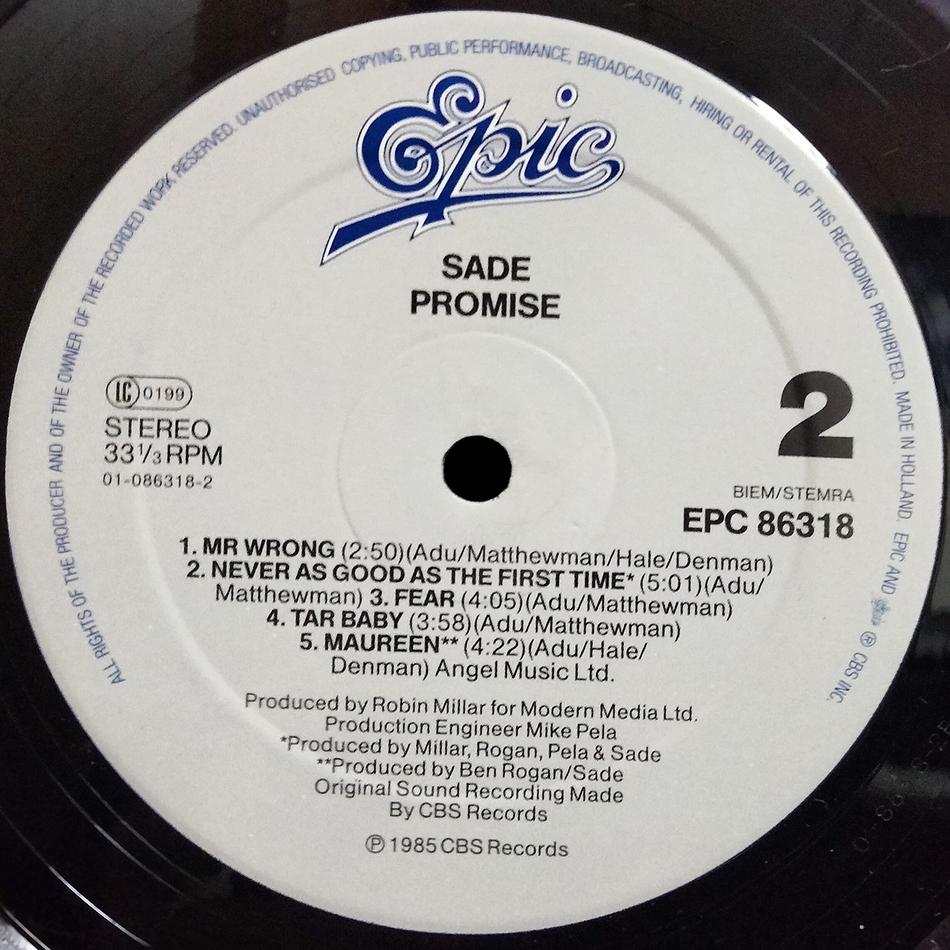 ALL RIGHTS OF THE PRODUCER AND OF THE OWNER OF THE RECORDED WORK RESERVED. UNAUTHORISED COPYING, PUBLIC PERFORMANCE, BROADCASTING, HIRING OR RENTAL OF THIS RECORDING PROHIBITED. MADE IN HOLLAND. EPIC AND ℗ CBS INC.
Epic
SADE
PROMISE
LC 0199
STEREO
33 1/3 RPM
01-086318-2
2
BIEM/STEMRA
EPC 86318
1. MR WRONG (2:50)(Adu/Matthewman/Hale/Denman)
2. NEVER AS GOOD AS THE FIRST TIME* (5:01)(Adu/
Matthewman) 3. FEAR (4:05)(Adu/Matthewman)
4. TAR BABY (3:58)(Adu/Matthewman)
5. MAUREEN** (4:22)(Adu/Hale/
Denman) Angel Music Ltd.
Produced by Robin Millar for Modern Media Ltd.
Production Engineer Mike Pela
*Produced by Millar, Rogan, Pela & Sade
**Produced by Ben Rogan/Sade
Original Sound Recording Made
By CBS Records
℗ 1985 CBS Records